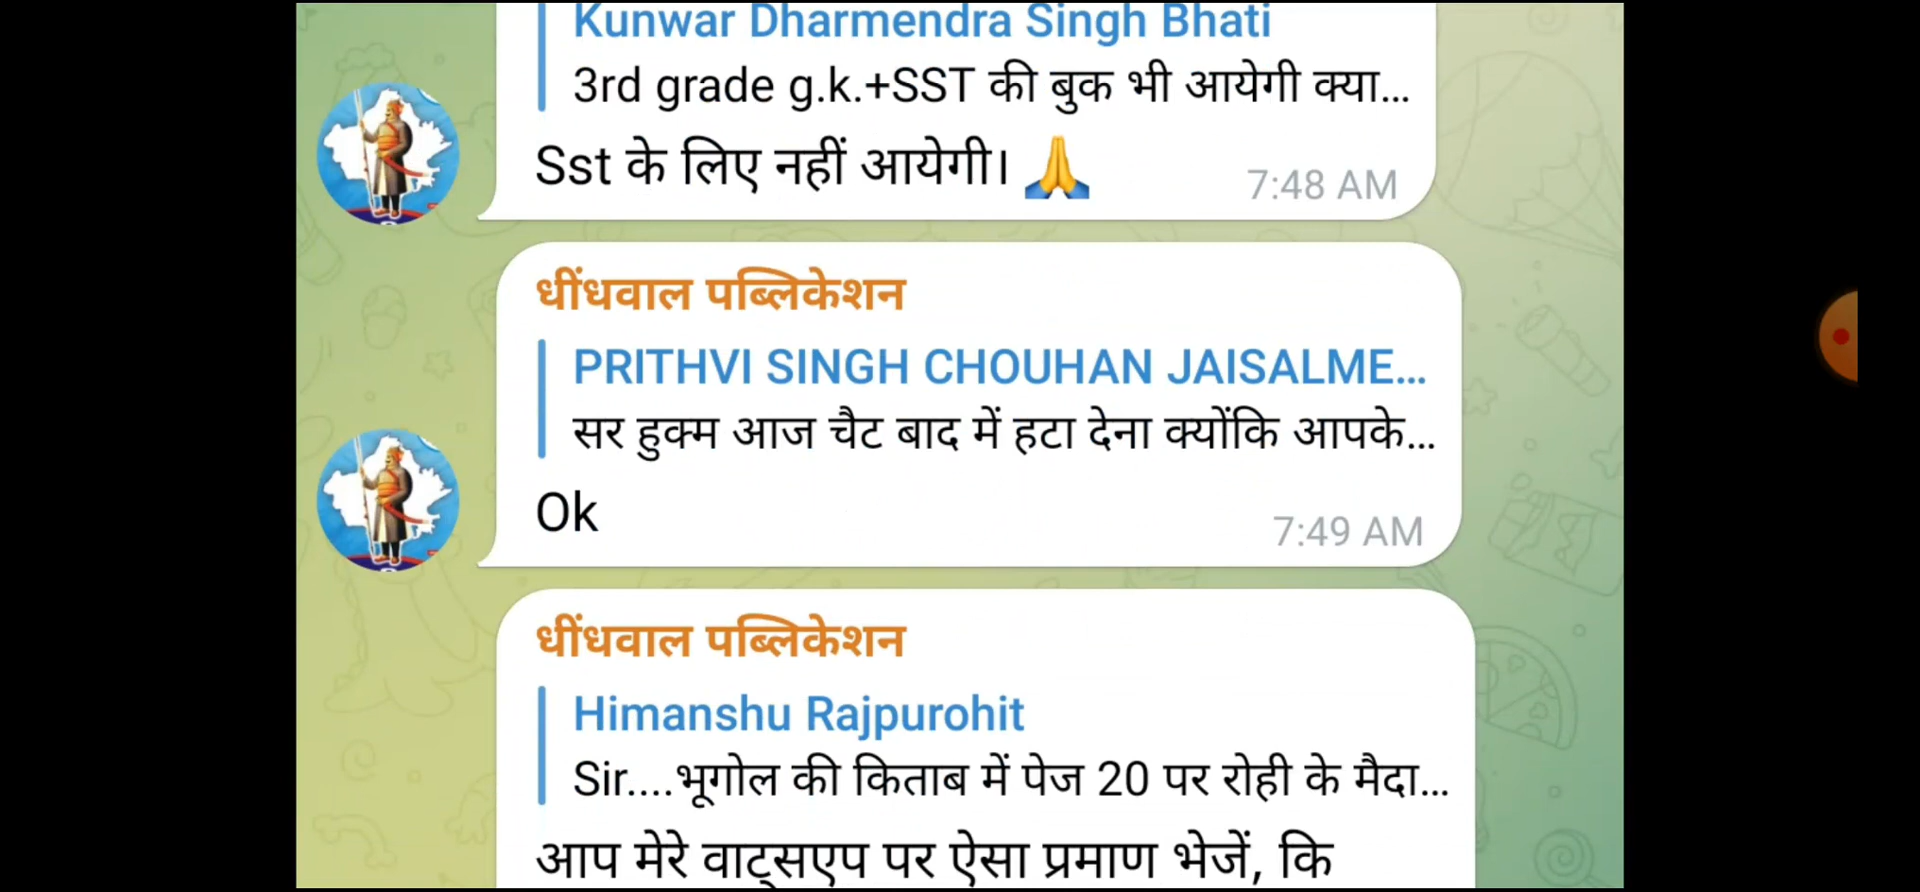 Kunwar Dharmendra Singh Bhati
3rd grade g.k.+SST की बुक भी आयेगी क्या...
Sst के लिए नहीं आयेगी। 🙏
7:48 AM
धींधवाल पब्लिकेशन
PRITHVI SINGH CHOUHAN JAISALME...
सर हुक्म आज चैट बाद में हटा देना क्योंकि आपके...
Ok
7:49 AM
धींधवाल पब्लिकेशन
Himanshu Rajpurohit
Sir....भूगोल की किताब में पेज 20 पर रोही के मैदा...
आप मेरे वाट्सएप पर ऐसा प्रमाण भेजें, कि